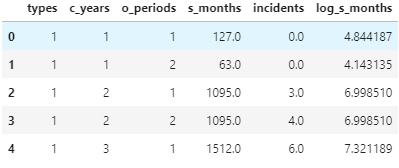 types c_years o_periods s_months incidents log_s_months
0 1 1 1 127.0 0.0 4.844187
1 1 1 2 63.0 0.0 4.143135
2 1 2 1 1095.0 3.0 6.998510
3 1 2 2 1095.0 4.0 6.998510
4 1 3 1 1512.0 6.0 7.321189